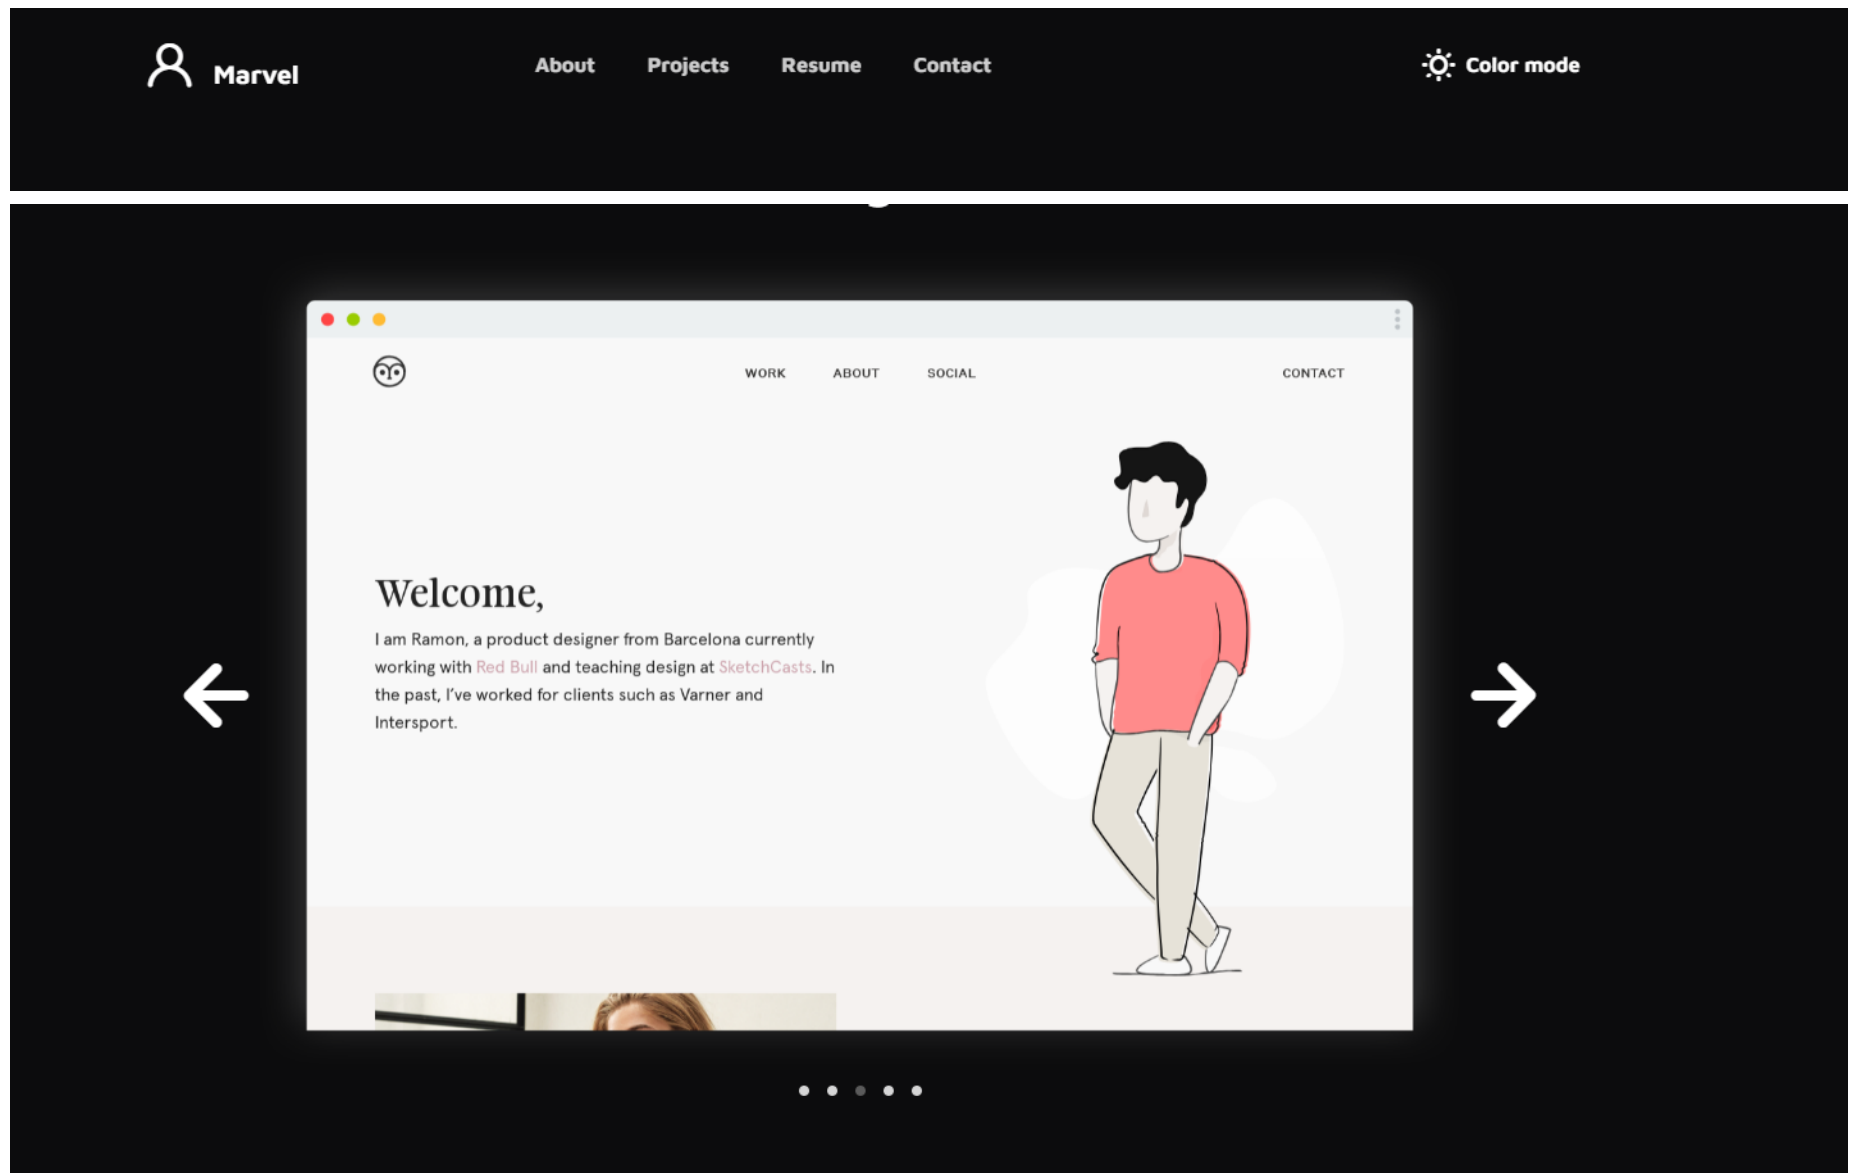 Marvel
About Projects Resume Contact
Color mode
WORK ABOUT SOCIAL CONTACT
Welcome,
I am Ramon, a product designer from Barcelona currently
working with Red Bull and teaching design at SketchCasts. In
the past, I've worked for clients such as Varner and
Intersport.